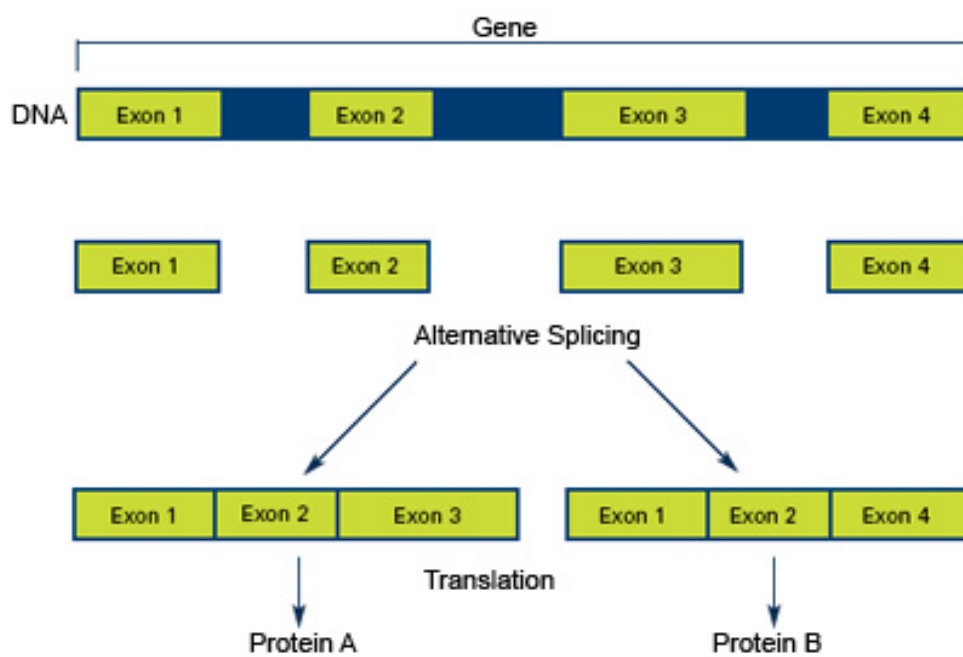 Gene
DNA Exon 1 Exon 2 Exon 3 Exon 4
Exon 1 Exon 2 Exon 3 Exon 4
Alternative Splicing
Exon 1 Exon 2 Exon 3 Exon 1 Exon 2 Exon 4
Translation
Protein A Protein B